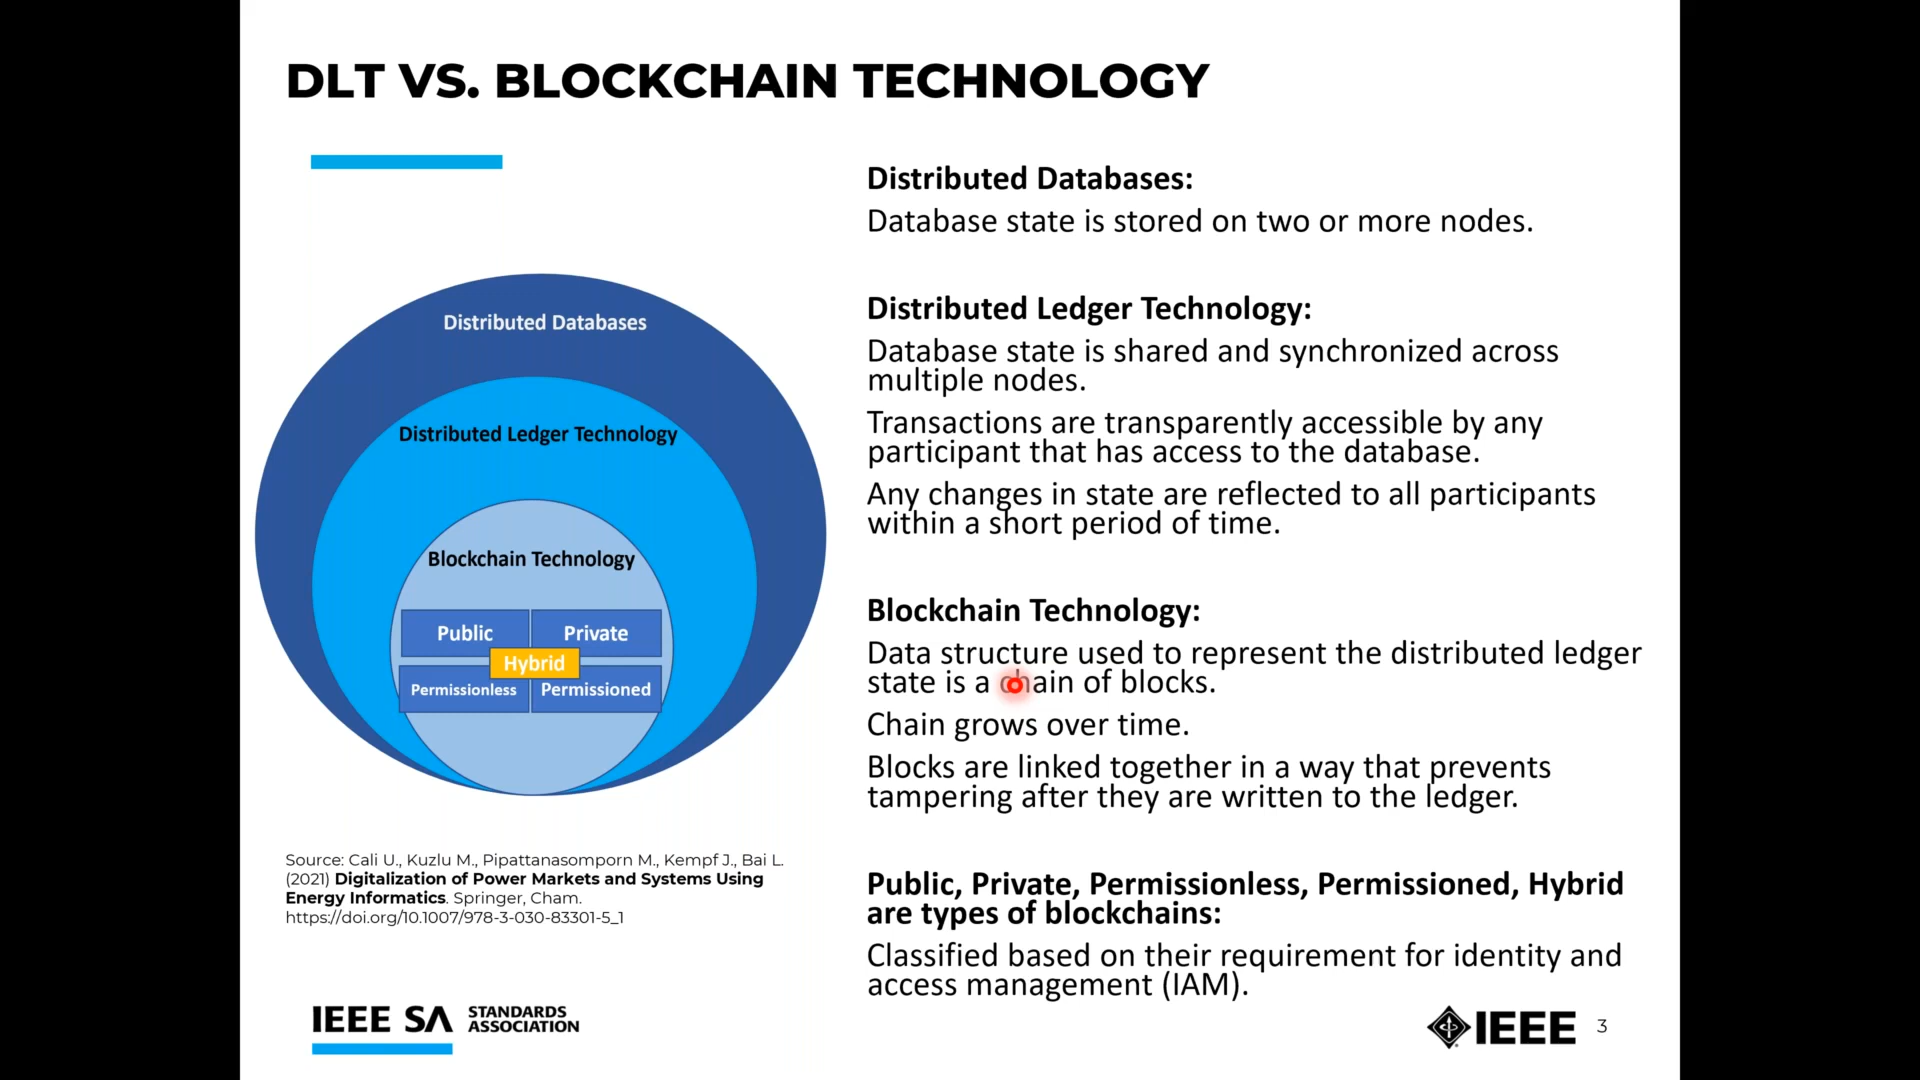 DLT VS. BLOCKCHAIN TECHNOLOGY
Distributed Databases
Distributed Ledger Technology
Blockchain Technology
Public
Private
Hybrid
Permissionless
Permissioned
Source: Cali U., Kuzlu M., Pipattanasomporn M., Kempf J., Bai L.
(2021) Digitalization of Power Markets and Systems Using
Energy Informatics. Springer, Cham.
https://doi.org/10.1007/978-3-030-83301-5_1
Distributed Databases:
Database state is stored on two or more nodes.
Distributed Ledger Technology:
Database state is shared and synchronized across
multiple nodes.
Transactions are transparently accessible by any
participant that has access to the database.
Any changes in state are reflected to all participants
within a short period of time.
Blockchain Technology:
Data structure used to represent the distributed ledger
state is a chain of blocks.
Chain grows over time.
Blocks are linked together in a way that prevents
tampering after they are written to the ledger.
Public, Private, Permissionless, Permissioned, Hybrid
are types of blockchains:
Classified based on their requirement for identity and
access management (IAM).
IEEE SA
STANDARDS
ASSOCIATION
IEEE
3